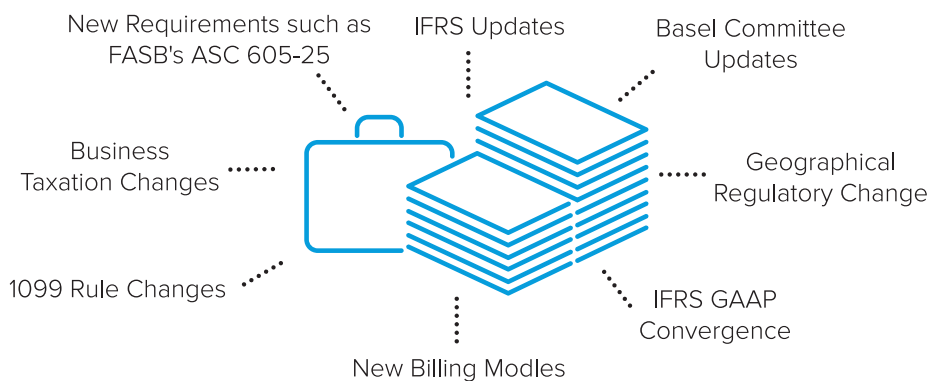 New Requirements such as
FASB's ASC 605-25
IFRS Updates
Basel Committee
Updates
Business
Taxation Changes
Geographical
Regulatory Change
1099 Rule Changes
IFRS GAAP
Convergence
New Billing Modles